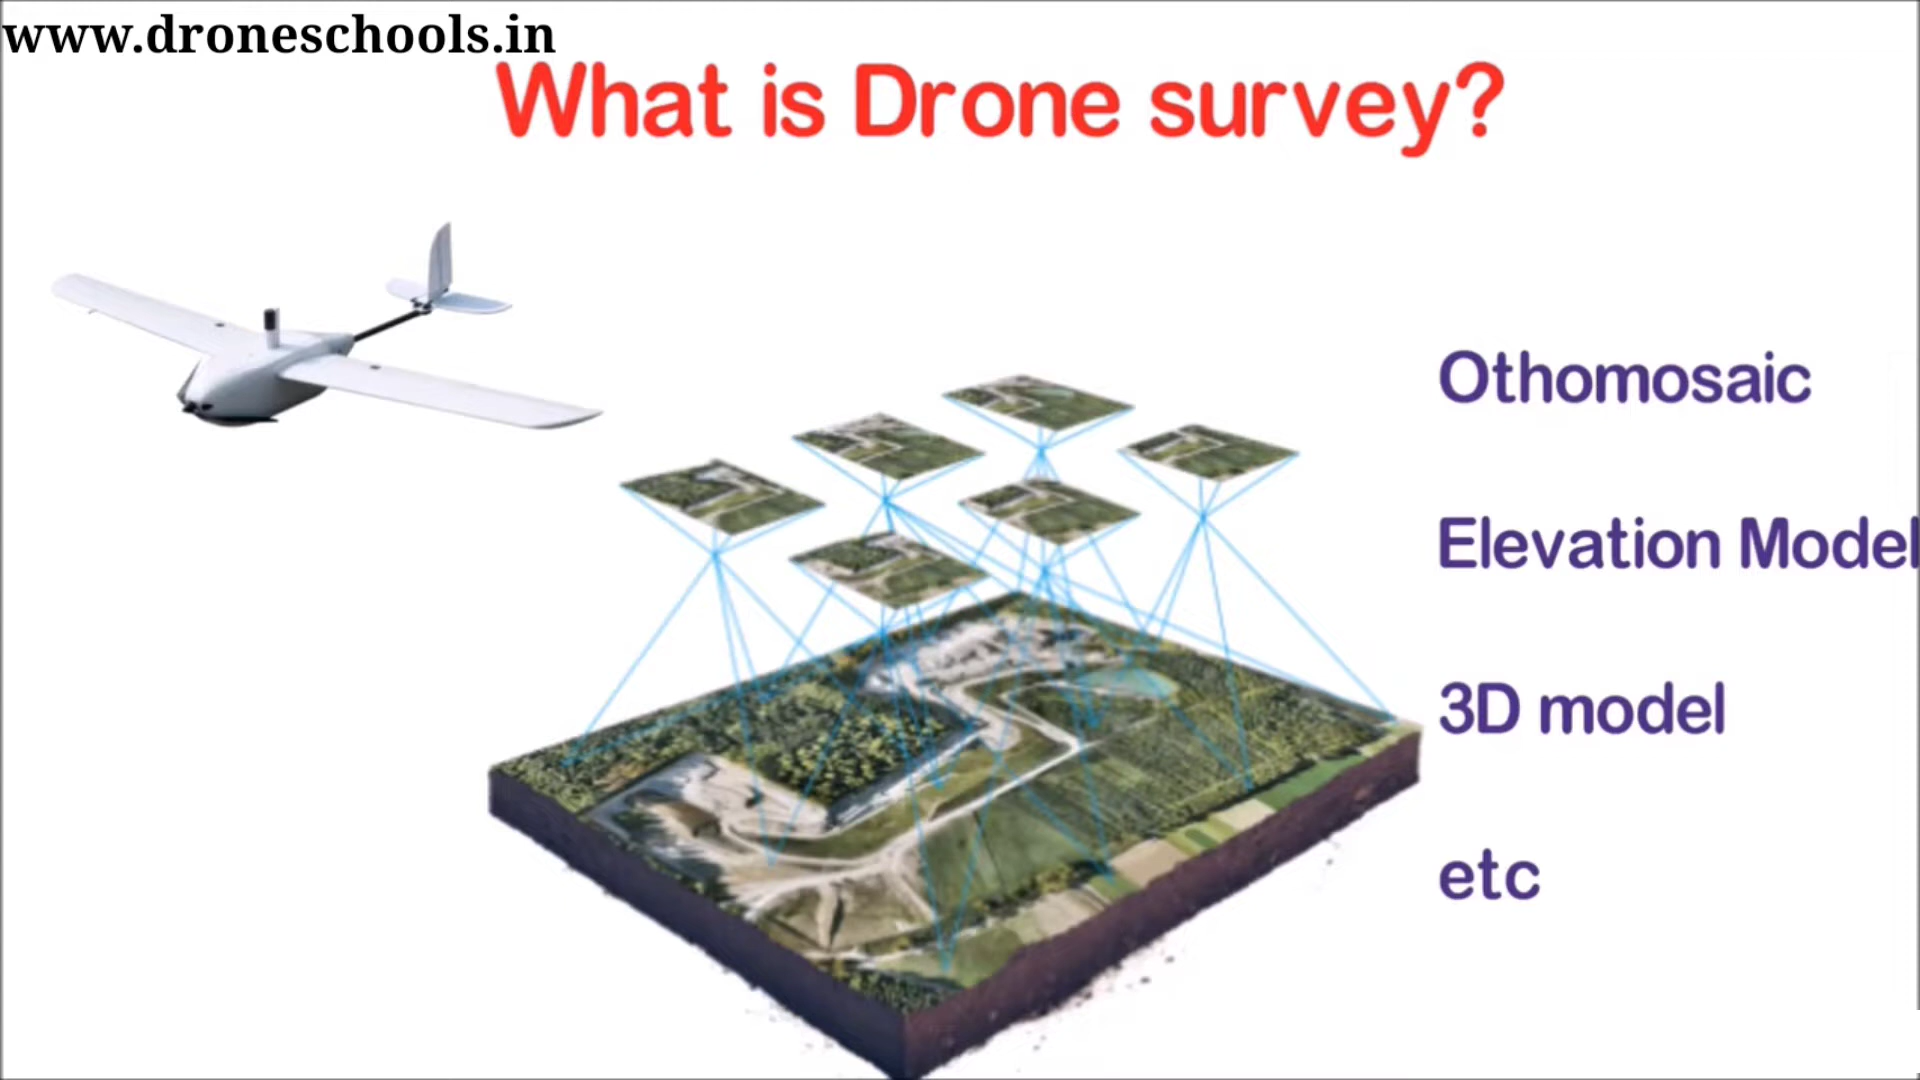 www.droneschools.in
What is Drone survey?
Othomosaic
Elevation Model
3D model
etc